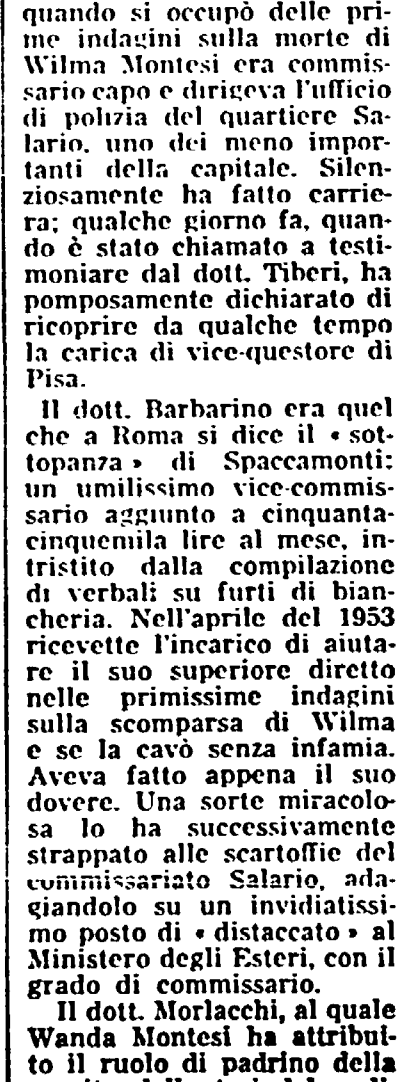 quando si occupò delle pri-
me indagini sulla morte di
Wilma Montesi era commis-
sario capo e dirigeva l'ufficio
di polizia del quartiere Sa-
lario, uno dei meno impor-
tanti della capitale. Silen-
ziosamente ha fatto carrie-
ra; qualche giorno fa, quan-
do è stato chiamato a testi-
moniare dal dott. Tiberi, ha
pomposamente dichiarato di
ricoprire da qualche tempo
la carica di vice-questore di
Pisa.
Il dott. Barbarino era quel
che a Roma si dice il « sot-
topanza » di Spaccamonti:
un umilissimo vice-commis-
sario aggiunto a cinquanta-
cinquemila lire al mese, in-
tristito dalla compilazione
di verbali su furti di bian-
cheria. Nell'aprile del 1953
ricevette l'incarico di aiuta-
re il suo superiore diretto
nelle primissime indagini
sulla scomparsa di Wilma
e se la cavò senza infamia.
Aveva fatto appena il suo
dovere. Una sorte miracolo-
sa lo ha successivamente
strappato alle scartoffie del
commissariato Salario, ada-
giandolo su un invidiatissi-
mo posto di « distaccato » al
Ministero degli Esteri, con il
grado di commissario.
Il dott. Morlacchi, al quale
Wanda Montesi ha attribui-
to il ruolo di padrino della